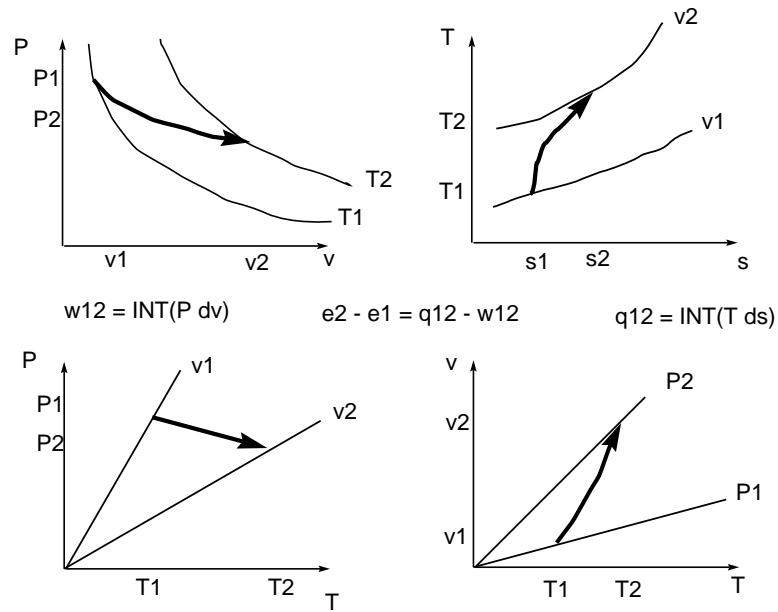 P
P1
P2
T2
T1
v1
v2
v
T
v2
T2
v1
T1
s1
s2
s
w12 = INT(P dv)
e2 - e1 = q12 - w12
q12 = INT(T ds)
P
v1
P1
v2
P2
T1
T2
T
v
P2
v2
P1
v1
T1
T2
T